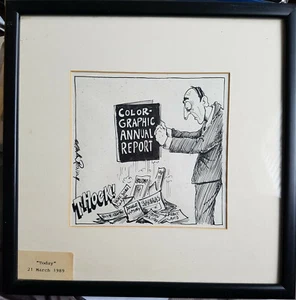 COLOR-
GRAPHIC
ANNUAL
REPORT
THOCK!
"Today"
21 March 1989